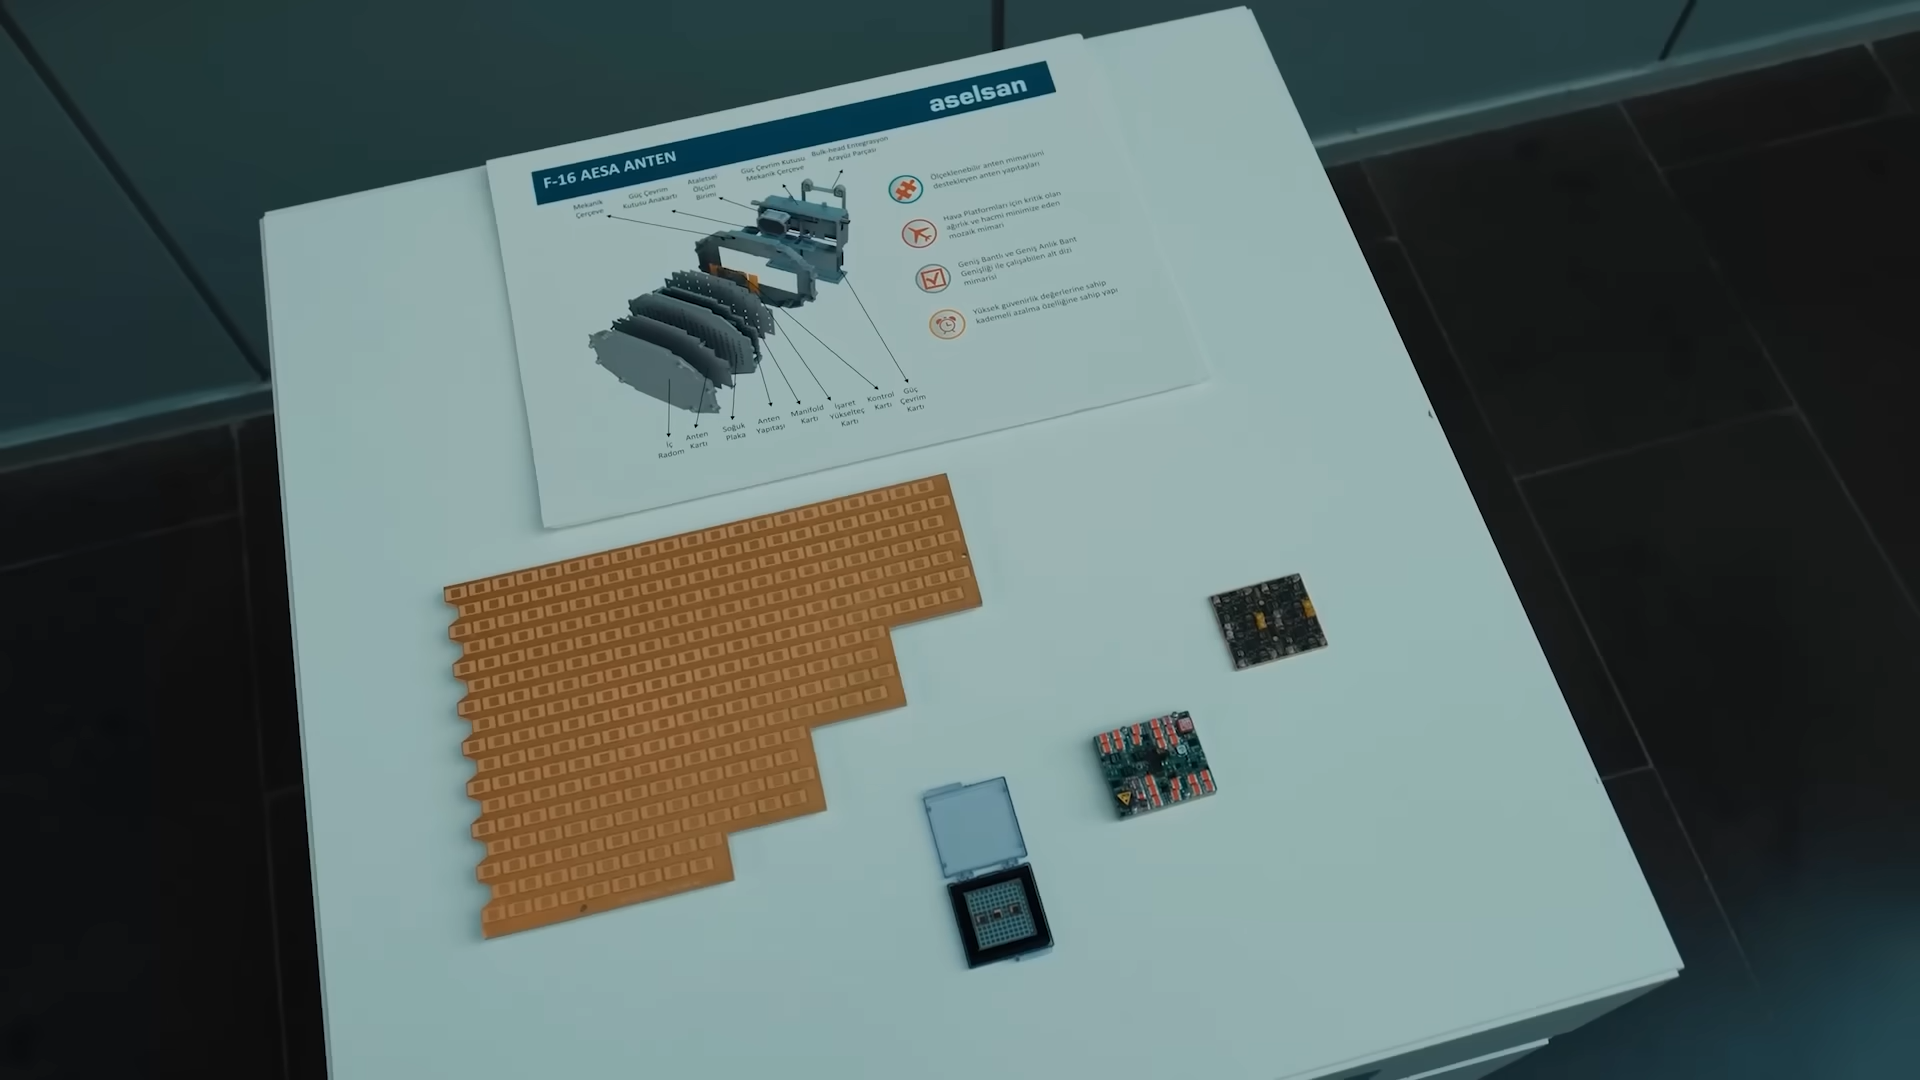 aselsan
F-16 AESA ANTEN
Mekanik
Çerçeve
Güç Çevrim
Kutusu Anakartı
Ataletsel
Ölçüm
Birimi
Güç Çevrim Kutusu
Mekanik Çerçeve
Bulk-head Entegrasyon
Arayüz Parçası
Ölçeklenebilir anten mimarisini
destekleyen anten yapıtaşları
Hava Platformları için kritik olan
ağırlık ve hacmi minimize eden
mozaik mimari
Geniş Bantlı ve Geniş Anlık Bant
Genişliği ile çalışabilen alt dizi
mimarisi
Yüksek güvenirlik değerlerine sahip
kademeli azalma özelliğine sahip yapı
İç
Radom
Anten
Kartı
Soğuk
Plaka
Anten
Yapıtaşı
Manifold
Kartı
İşaret
Yükselteç
Kartı
Kontrol
Kartı
Güç
Çevrim
Kartı